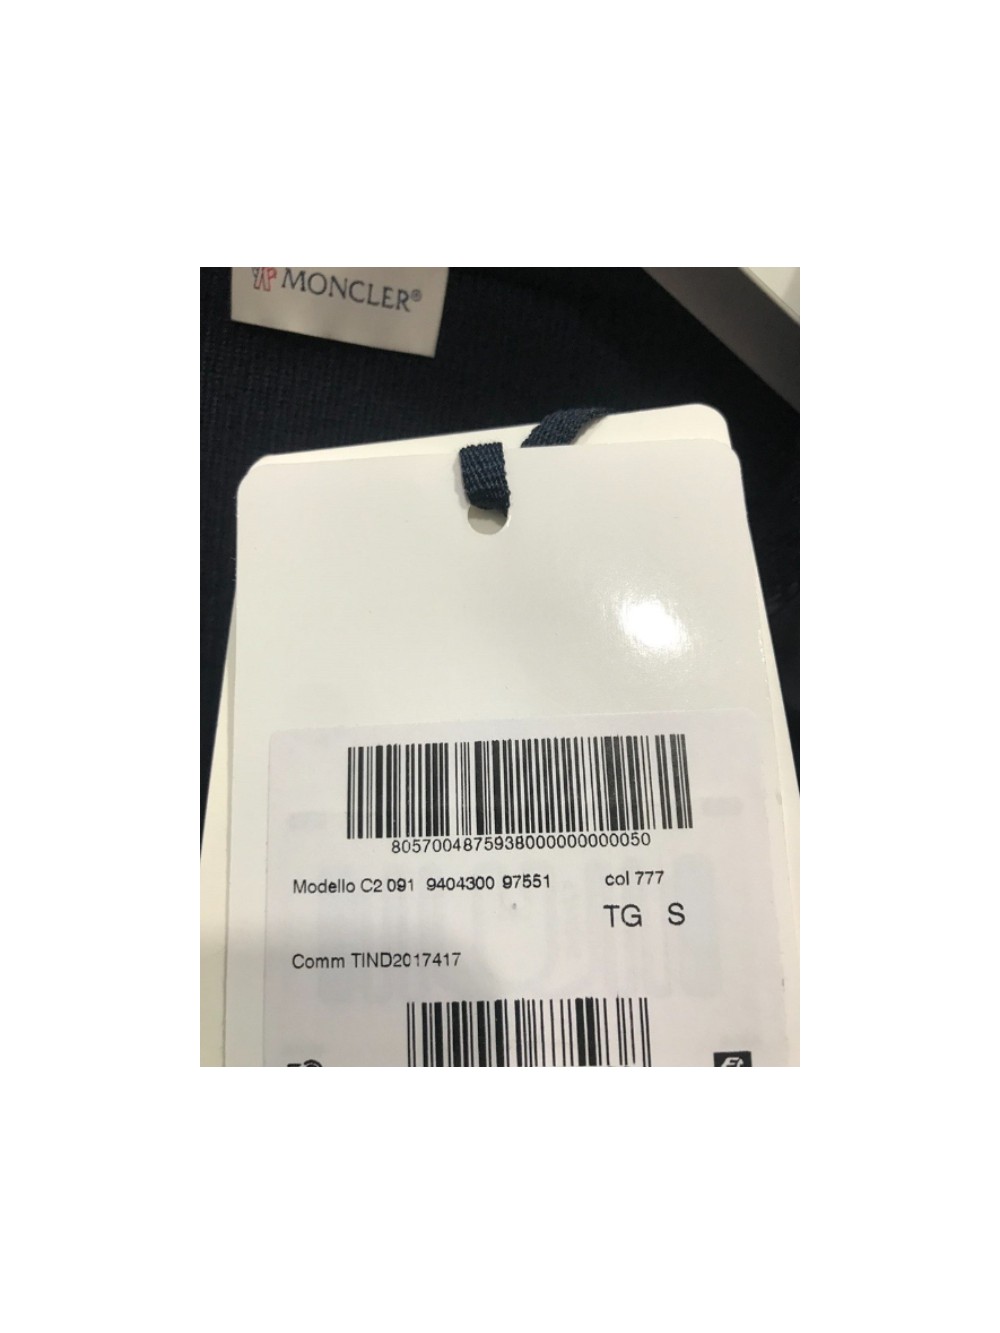 MONCLER®
8057004875938000000000050
Modello C2 091 9404300 97551 col 777
TG S
Comm TIND2017417